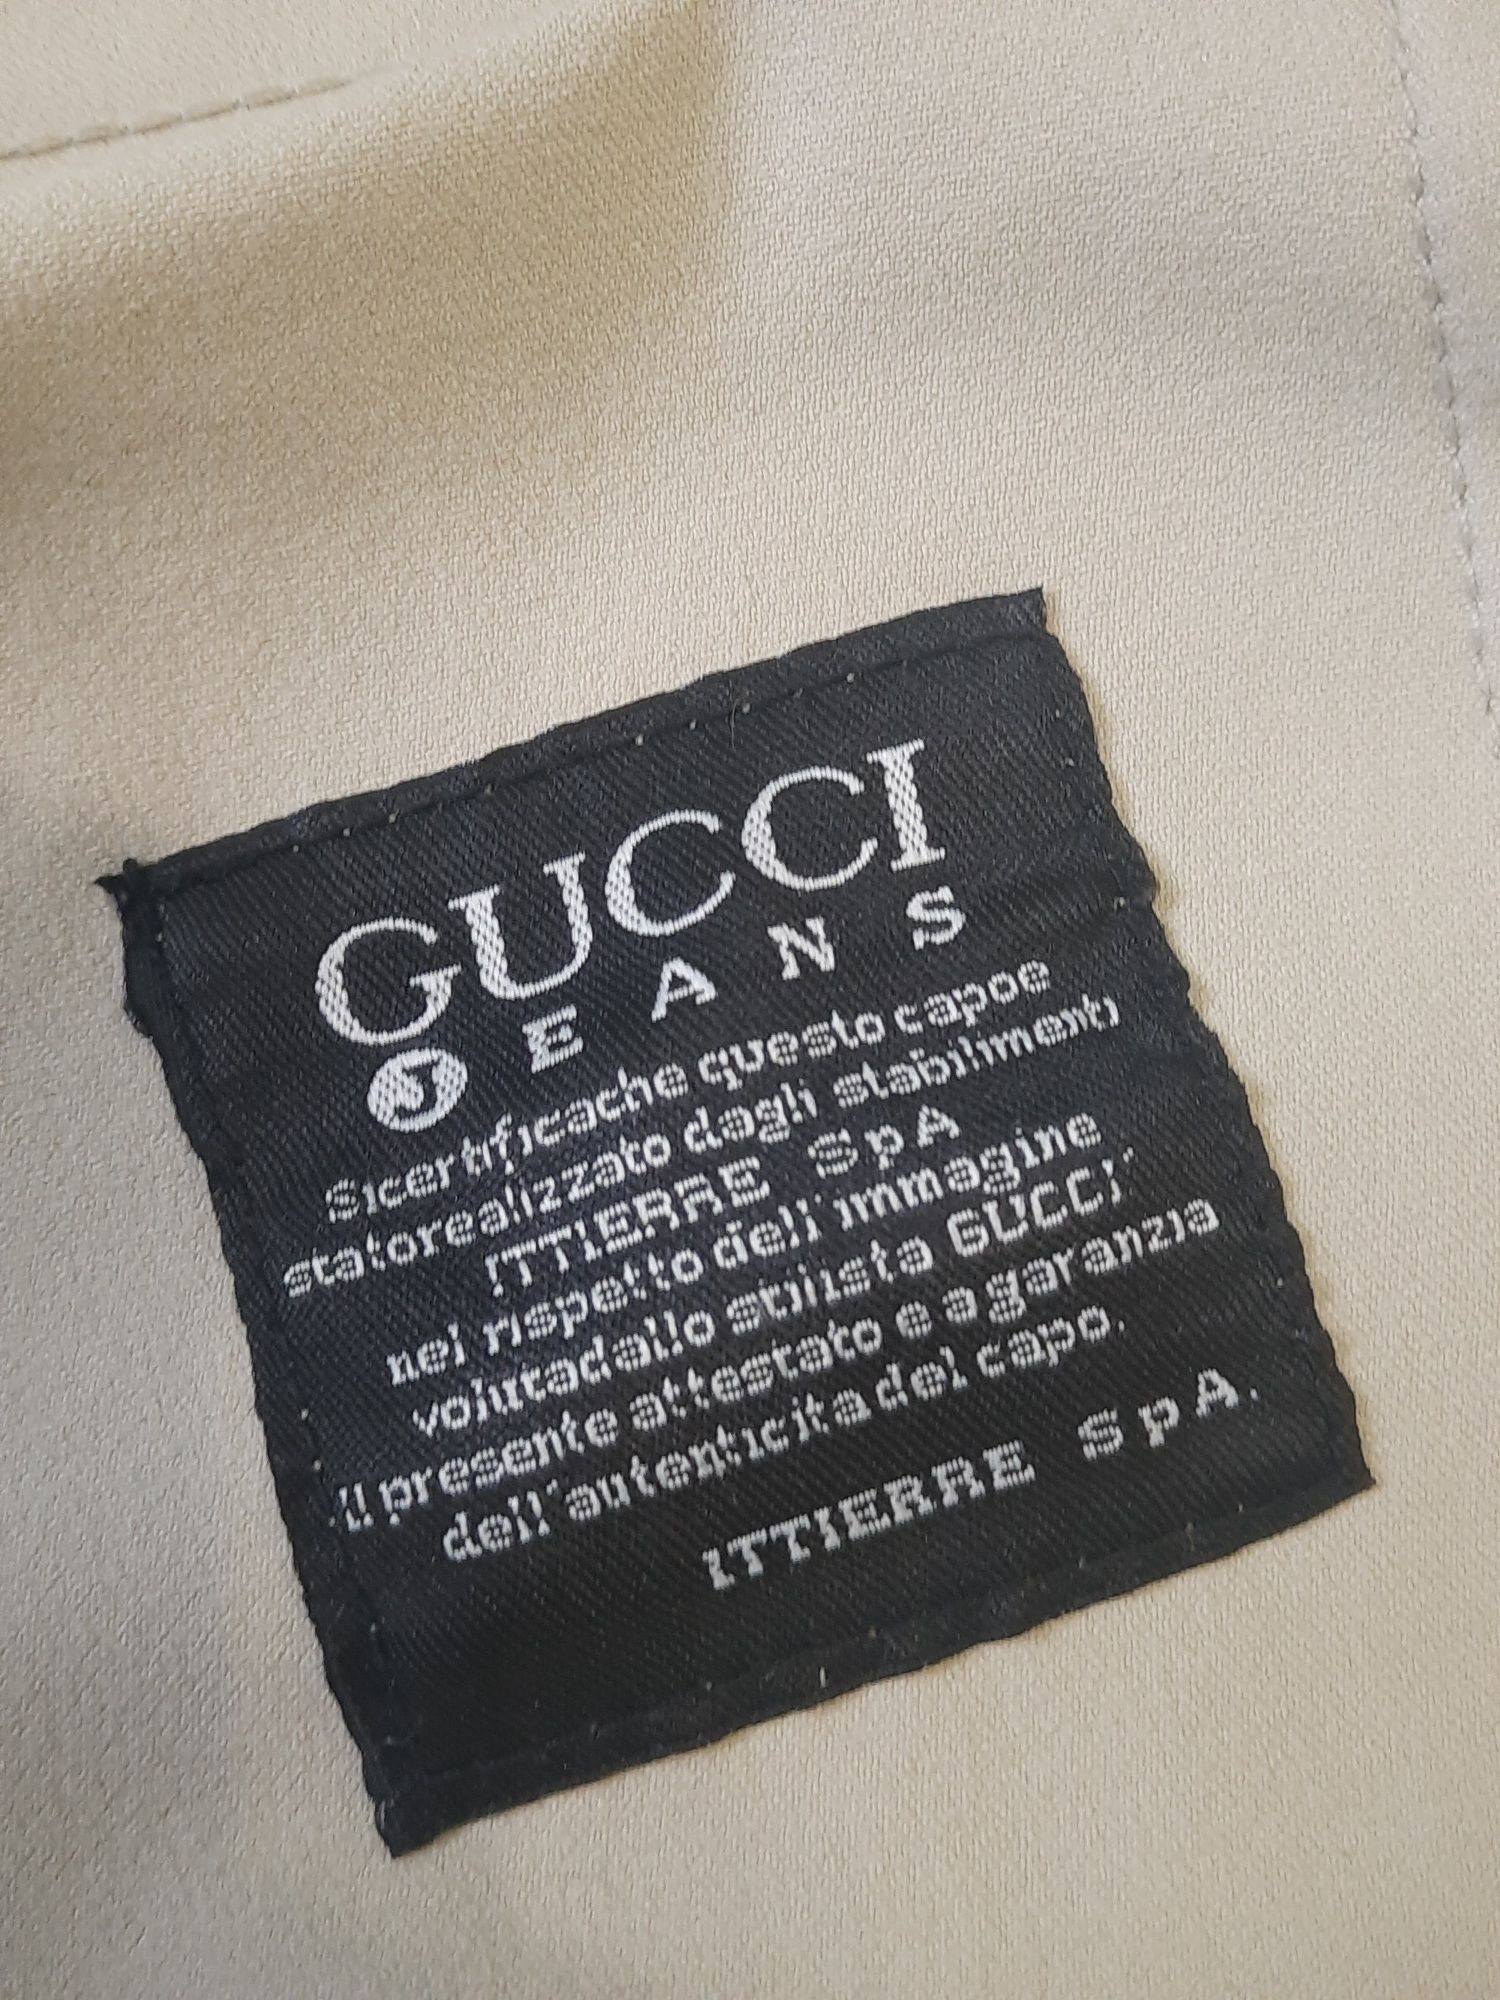 GUCCI
JEANS
Sicertificache questo capoe
statorealizzato dagli stabilimenti
ITTIERRE SpA
nel rispetto dell'immagine
volutadallo stilista GUCCI'
Il presente attestato e a garanzia
dell'autenticita del capo.
ITTIERRE SpA.